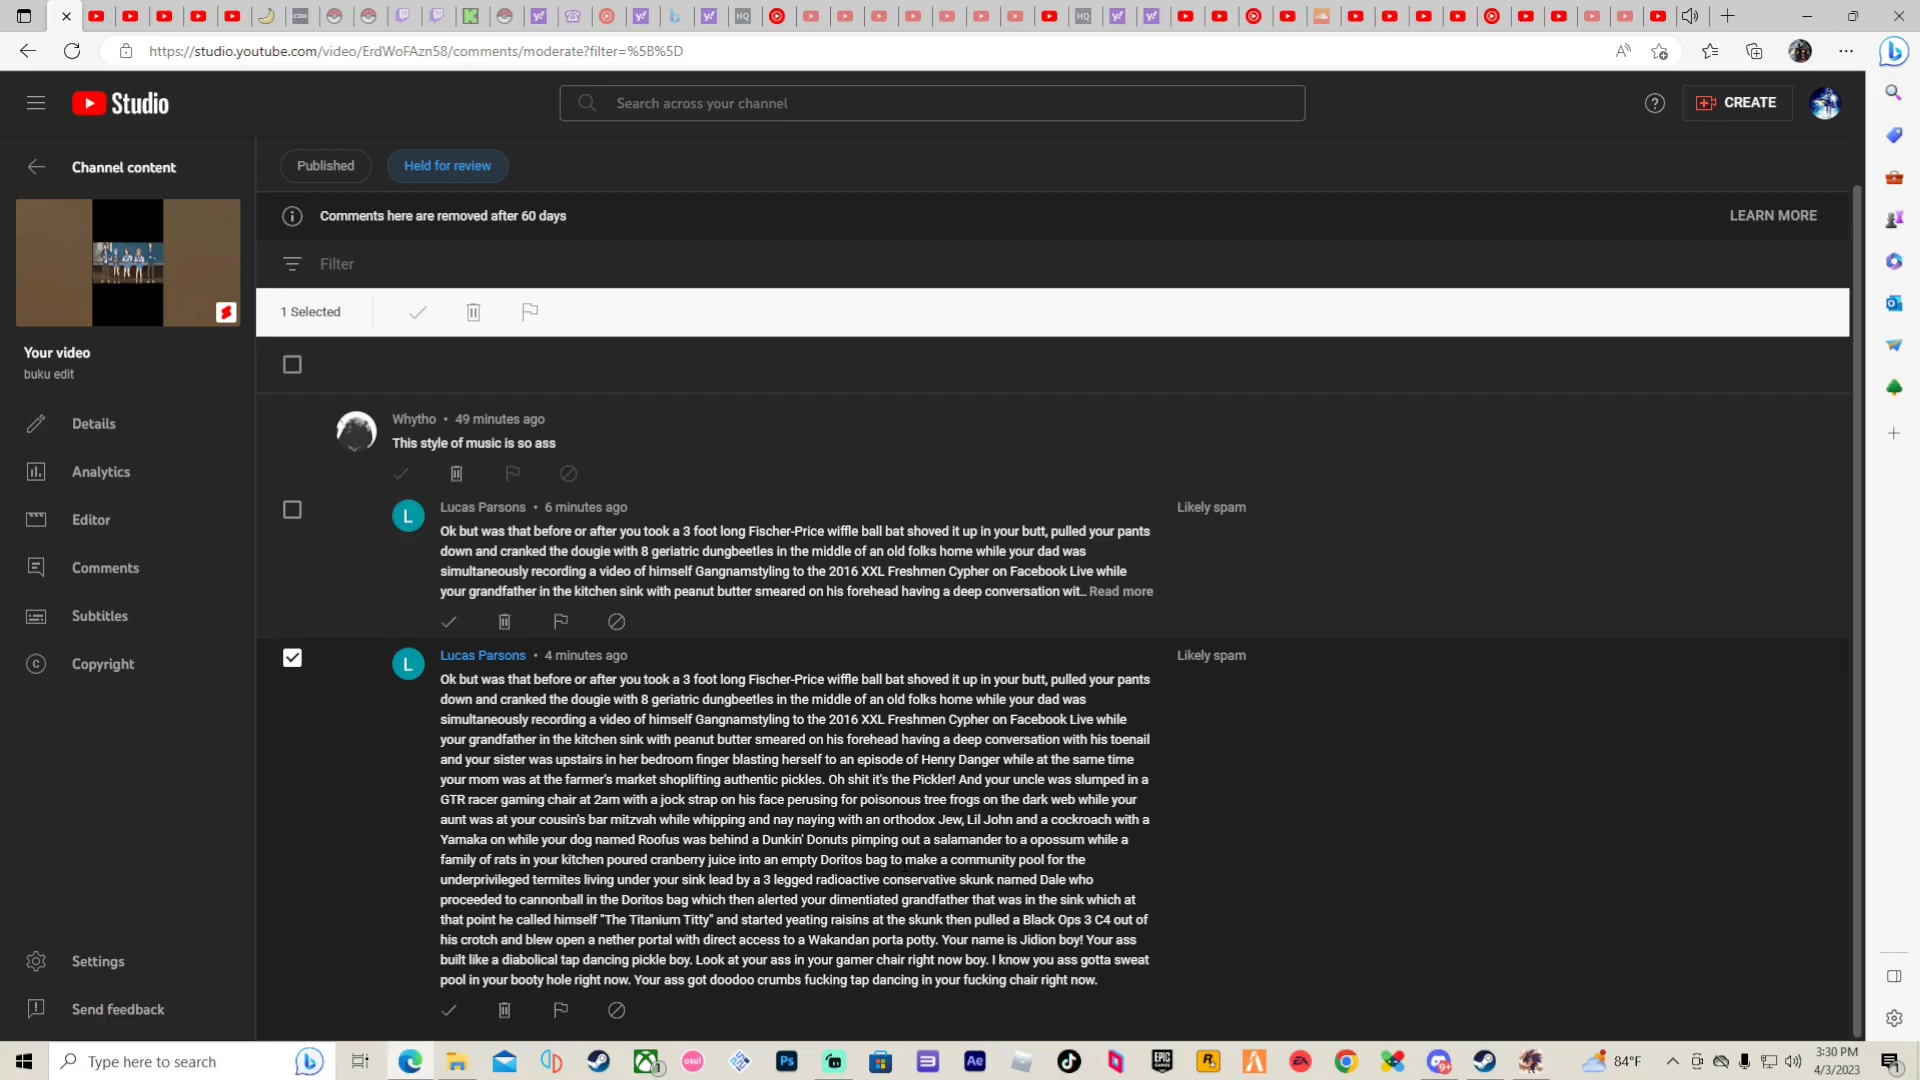 https://studio.youtube.com/video/ErdWoFAzn58/comments/moderate?filter=%5B%5D
Studio
Search across your channel
CREATE
Channel content
Published
Held for review
Comments here are removed after 60 days
LEARN MORE
Filter
1 Selected
Your video
buku edit
Details
Analytics
Editor
Comments
Subtitles
Copyright
Settings
Send feedback
Whytho • 49 minutes ago
This style of music is so ass
L
Lucas Parsons • 6 minutes ago
Likely spam
Ok but was that before or after you took a 3 foot long Fischer-Price wiffle ball bat shoved it up in your butt, pulled your pants
down and cranked the dougie with 8 geriatric dungbeetles in the middle of an old folks home while your dad was
simultaneously recording a video of himself Gangnamstyling to the 2016 XXL Freshmen Cypher on Facebook Live while
your grandfather in the kitchen sink with peanut butter smeared on his forehead having a deep conversation wit... Read more
L
Lucas Parsons • 4 minutes ago
Likely spam
Ok but was that before or after you took a 3 foot long Fischer-Price wiffle ball bat shoved it up in your butt, pulled your pants
down and cranked the dougie with 8 geriatric dungbeetles in the middle of an old folks home while your dad was
simultaneously recording a video of himself Gangnamstyling to the 2016 XXL Freshmen Cypher on Facebook Live while
your grandfather in the kitchen sink with peanut butter smeared on his forehead having a deep conversation with his toenail
and your sister was upstairs in her bedroom finger blasting herself to an episode of Henry Danger while at the same time
your mom was at the farmer's market shoplifting authentic pickles. Oh shit it's the Pickler! And your uncle was slumped in a
GTR racer gaming chair at 2am with a jock strap on his face perusing for poisonous tree frogs on the dark web while your
aunt was at your cousin's bar mitzvah while whipping and nay naying with an orthodox Jew, Lil John and a cockroach with a
Yamaka on while your dog named Roofus was behind a Dunkin' Donuts pimping out a salamander to a opossum while a
family of rats in your kitchen poured cranberry juice into an empty Doritos bag to make a community pool for the
underprivileged termites living under your sink lead by a 3 legged radioactive conservative skunk named Dale who
proceeded to cannonball in the Doritos bag which then alerted your dimentiated grandfather that was in the sink which at
that point he called himself "The Titanium Titty" and started yeating raisins at the skunk then pulled a Black Ops 3 C4 out of
his crotch and blew open a nether portal with direct access to a Wakandan porta potty. Your name is Jidion boy! Your ass
built like a diabolical tap dancing pickle boy. Look at your ass in your gamer chair right now boy. I know you ass gotta sweat
pool in your booty hole right now. Your ass got doodoo crumbs fucking tap dancing in your fucking chair right now.
Type here to search
84°F
3:30 PM
4/3/2023